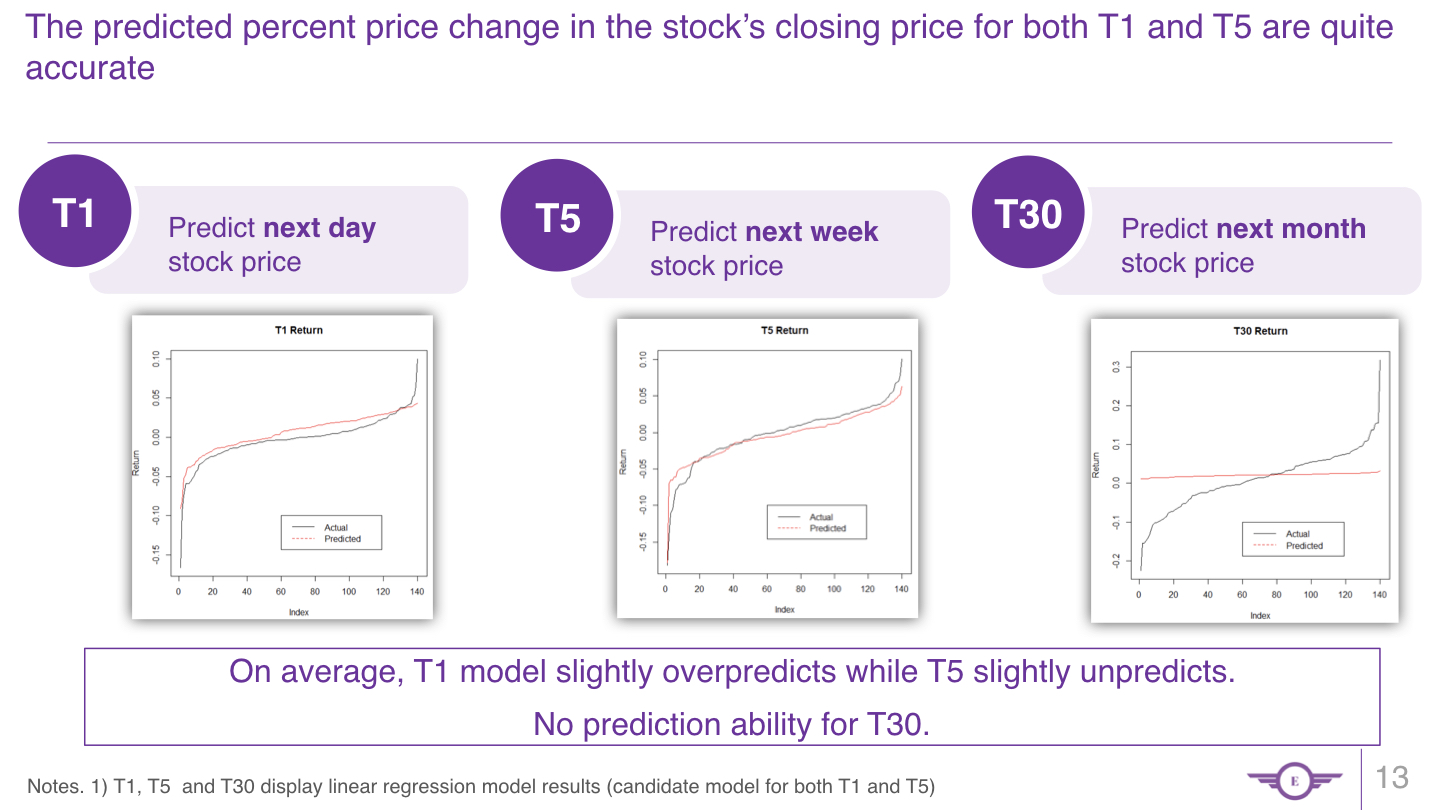 The predicted percent price change in the stock’s closing price for both T1 and T5 are quite
accurate
T1
Predict next day
stock price
T5
Predict next week
stock price
T30
Predict next month
stock price
T1 Return
Return
0.10
0.05
0.00
-0.05
-0.10
-0.15
Actual
Predicted
0 20 40 60 80 100 120 140
Index
T5 Return
Return
0.10
0.05
0.00
-0.05
-0.10
-0.15
Actual
Predicted
0 20 40 60 80 100 120 140
Index
T30 Return
Return
0.3
0.2
0.1
0.0
-0.1
-0.2
Actual
Predicted
0 20 40 60 80 100 120 140
Index
On average, T1 model slightly overpredicts while T5 slightly unpredicts.
No prediction ability for T30.
Notes. 1) T1, T5  and T30 display linear regression model results (candidate model for both T1 and T5)
E
13